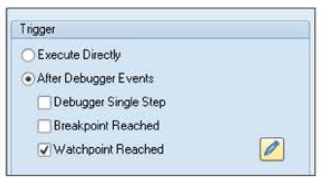 Trigger
Execute Directly
After Debugger Events
Debugger Single Step
Breakpoint Reached
Watchpoint Reached